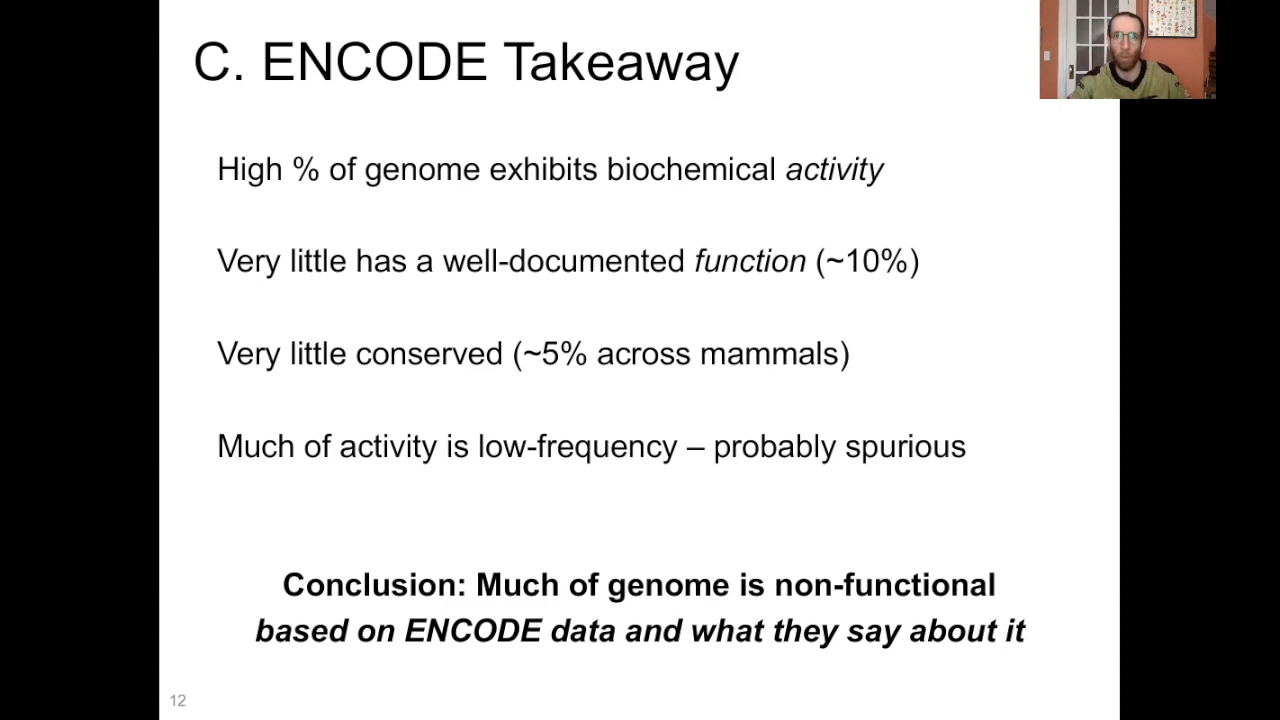 C. ENCODE Takeaway
High % of genome exhibits biochemical activity
Very little has a well-documented function (~10%)
Very little conserved (~5% across mammals)
Much of activity is low-frequency – probably spurious
Conclusion: Much of genome is non-functional
based on ENCODE data and what they say about it
12